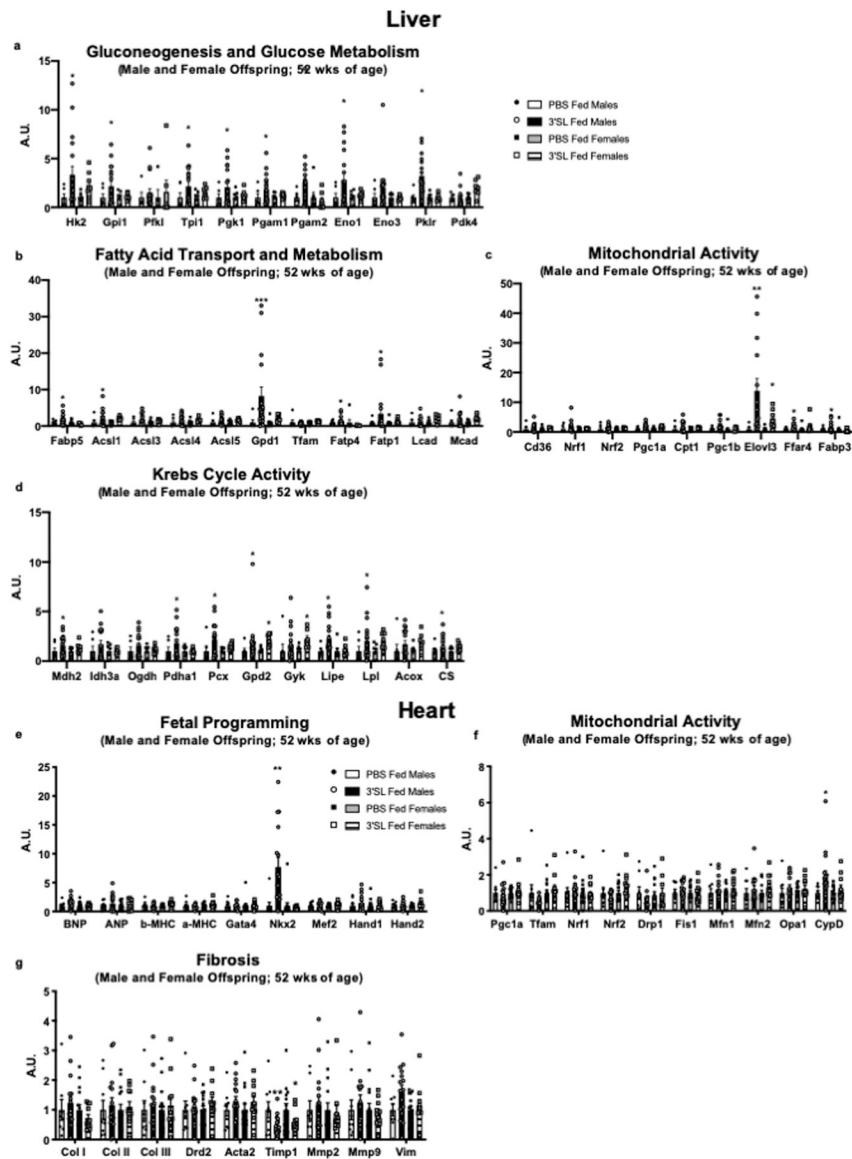 Liver
a
Gluconeogenesis and Glucose Metabolism
(Male and Female Offspring; 52 wks of age)
15
10
5
0
A.U.
*
*
*
*
*
*
*
Hk2 Gpi1 Pfkl Tpi1 Pgk1 Pgam1 Pgam2 Eno1 Eno3 Pklr Pdk4
PBS Fed Males
3'SL Fed Males
PBS Fed Females
3'SL Fed Females
b
Fatty Acid Transport and Metabolism
(Male and Female Offspring; 52 wks of age)
40
30
20
10
0
A.U.
*
*
***
*
*
Fabp5 Acsl1 Acsl3 Acsl4 Acsl5 Gpd1 Tfam Fatp4 Fatp1 Lcad Mcad
c
Mitochondrial Activity
(Male and Female Offspring; 52 wks of age)
50
40
30
20
10
0
A.U.
**
*
*
*
Cd36 Nrf1 Nrf2 Pgc1a Cpt1 Pgc1b Elovl3 Ffar4 Fabp3
d
Krebs Cycle Activity
(Male and Female Offspring; 52 wks of age)
15
10
5
0
A.U.
*
*
*
*
*
*
*
*
*
Mdh2 Idh3a Ogdh Pdha1 Pcx Gpd2 Gyk Lipe Lpl Acox CS
Heart
e
Fetal Programming
(Male and Female Offspring; 52 wks of age)
25
20
15
10
5
0
A.U.
**
BNP ANP b-MHC a-MHC Gata4 Nkx2 Mef2 Hand1 Hand2
PBS Fed Males
3'SL Fed Males
PBS Fed Females
3'SL Fed Females
f
Mitochondrial Activity
(Male and Female Offspring; 52 wks of age)
8
6
4
2
0
A.U.
*
Pgc1a Tfam Nrf1 Nrf2 Drp1 Fis1 Mfn1 Mfn2 Opa1 CypD
g
Fibrosis
(Male and Female Offspring; 52 wks of age)
5
4
3
2
1
0
A.U.
Col I Col II Col III Drd2 Acta2 Timp1 Mmp2 Mmp9 Vim